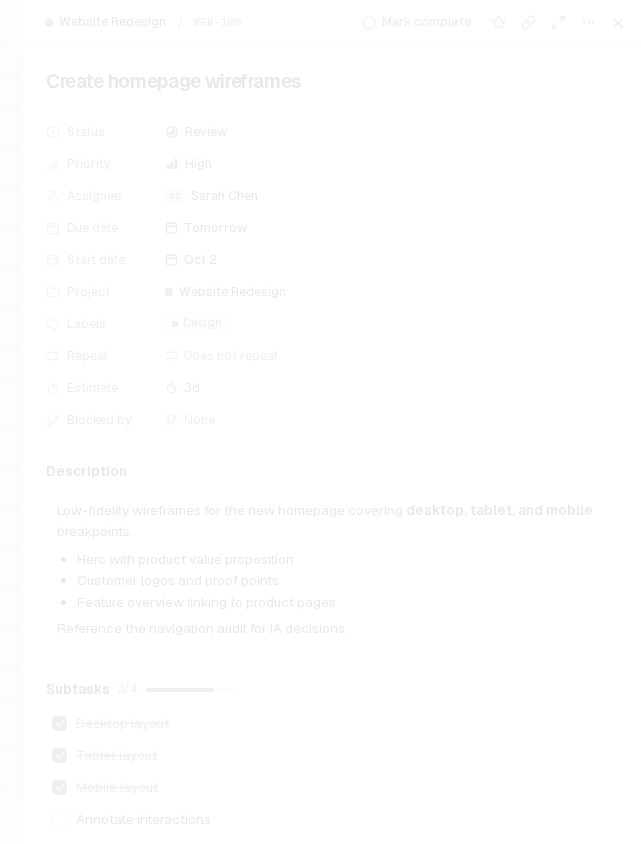 Website Redesign / WEB-109 Mark complete
Create homepage wireframes
Status Review
Priority High
Assignee SC Sarah Chen
Due date Tomorrow
Start date Oct 2
Project Website Redesign
Labels Design
Repeat Does not repeat
Estimate 3d
Blocked by None
Description
Low-fidelity wireframes for the new homepage covering desktop, tablet, and mobile
breakpoints.
Hero with product value proposition
Customer logos and proof points
Feature overview linking to product pages
Reference the navigation audit for IA decisions.
Subtasks 3/4
Desktop layout
Tablet layout
Mobile layout
Annotate interactions